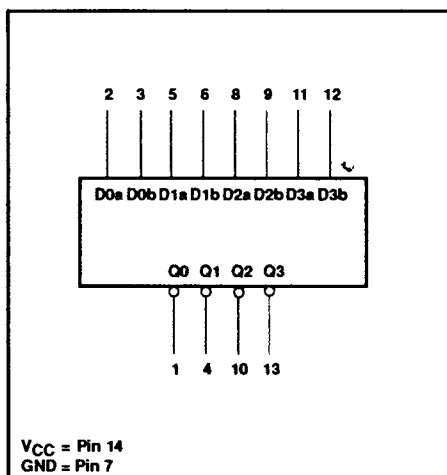 2 3 5 6 8 9 11 12
D0a D0b D1a D1b D2a D2b D3a D3b
Q0 Q1 Q2 Q3
1 4 10 13
VCC = Pin 14
GND = Pin 7